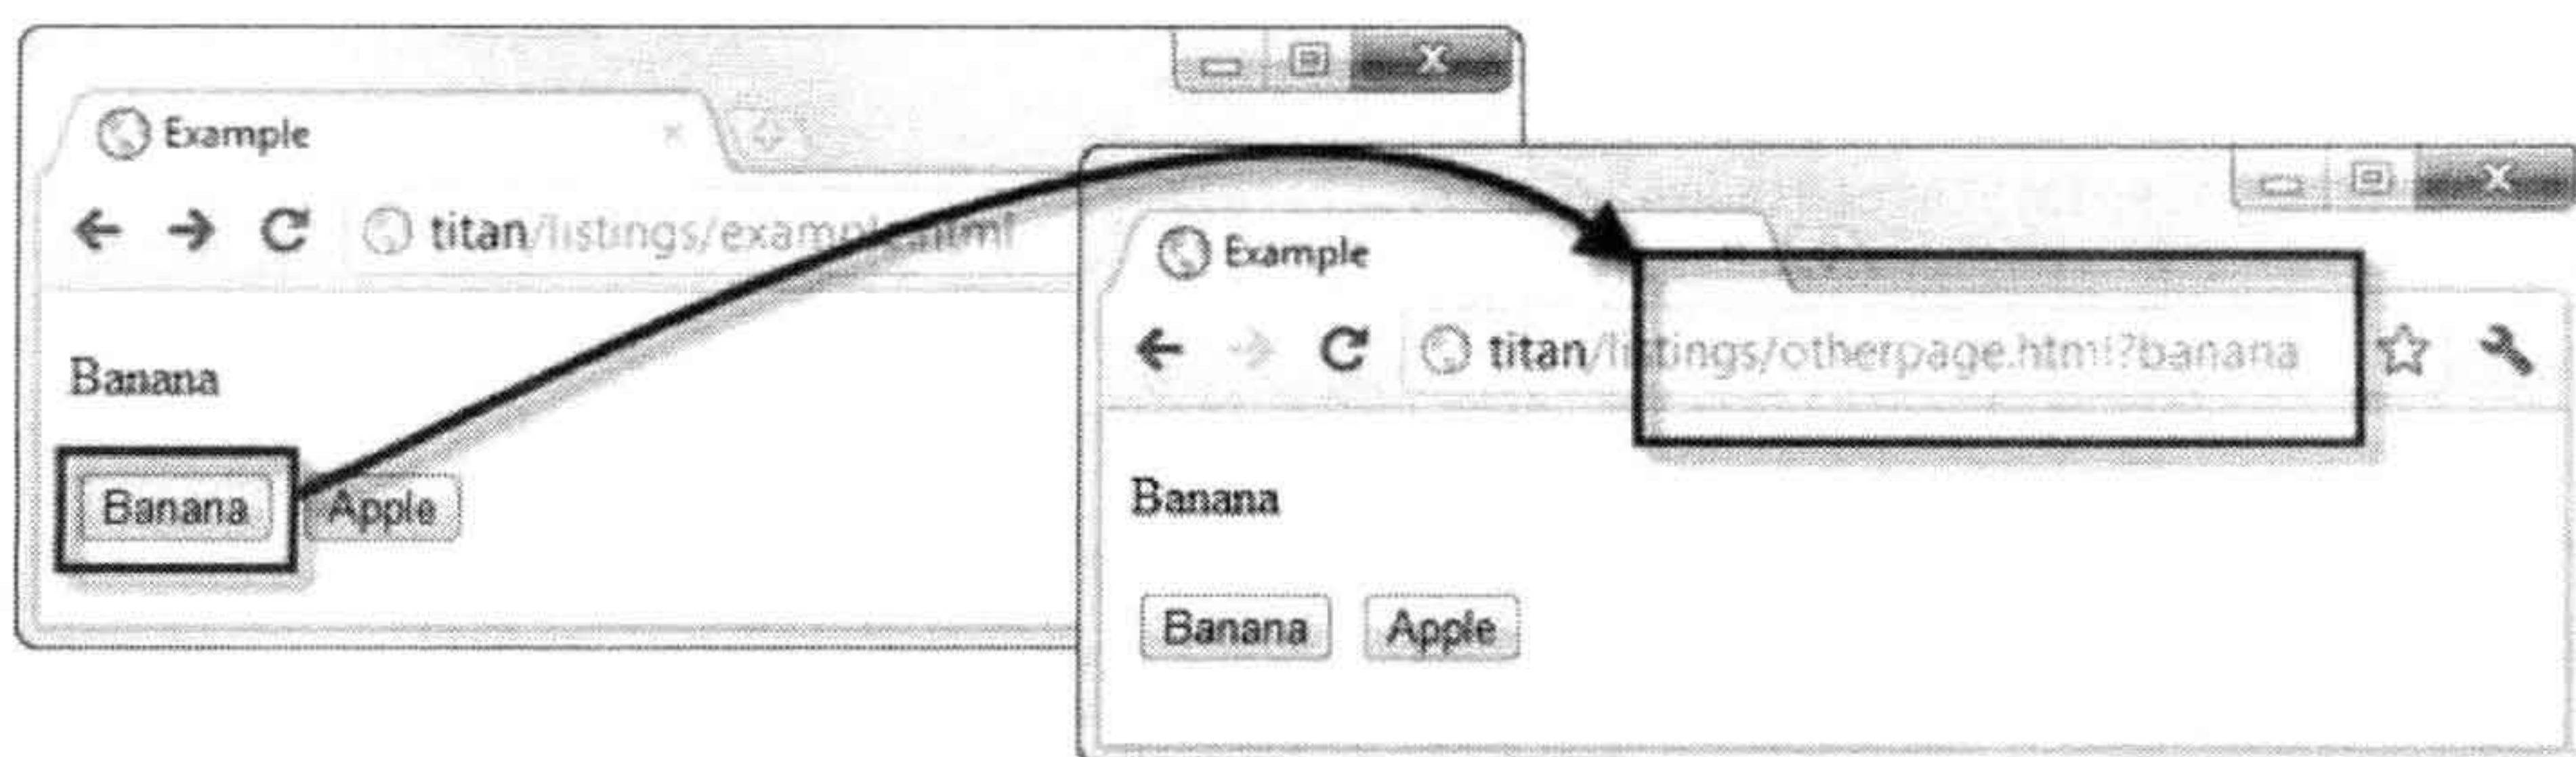 Example
titan/listings/example.html
Banana
Banana Apple
Example
titan/listings/otherpage.html?banana
Banana
Banana Apple